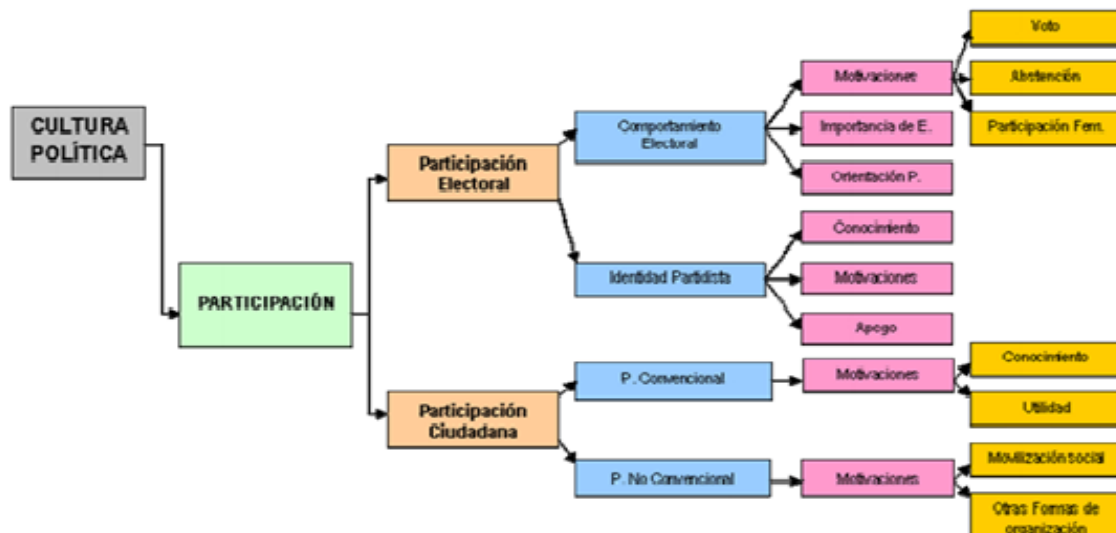 CULTURA
POLÍTICA
PARTICIPACIÓN
Participación
Electoral
Participación
Ciudadana
Comportamiento
Electoral
Identidad Partidista
P. Convencional
P. No Convencional
Motivaciones
Importancia de E.
Orientación P.
Conocimiento
Motivaciones
Apego
Motivaciones
Motivaciones
Voto
Abstención
Participación Fem.
Conocimiento
Utilidad
Movilización social
Otras Formas de
organización